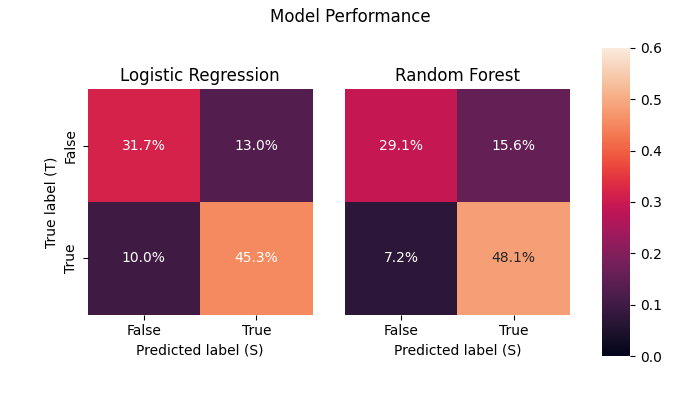 Model Performance
Logistic Regression
Random Forest
True label (T)
False
True
31.7%
13.0%
10.0%
45.3%
29.1%
15.6%
7.2%
48.1%
False
True
Predicted label (S)
False
True
Predicted label (S)
0.6
0.5
0.4
0.3
0.2
0.1
0.0